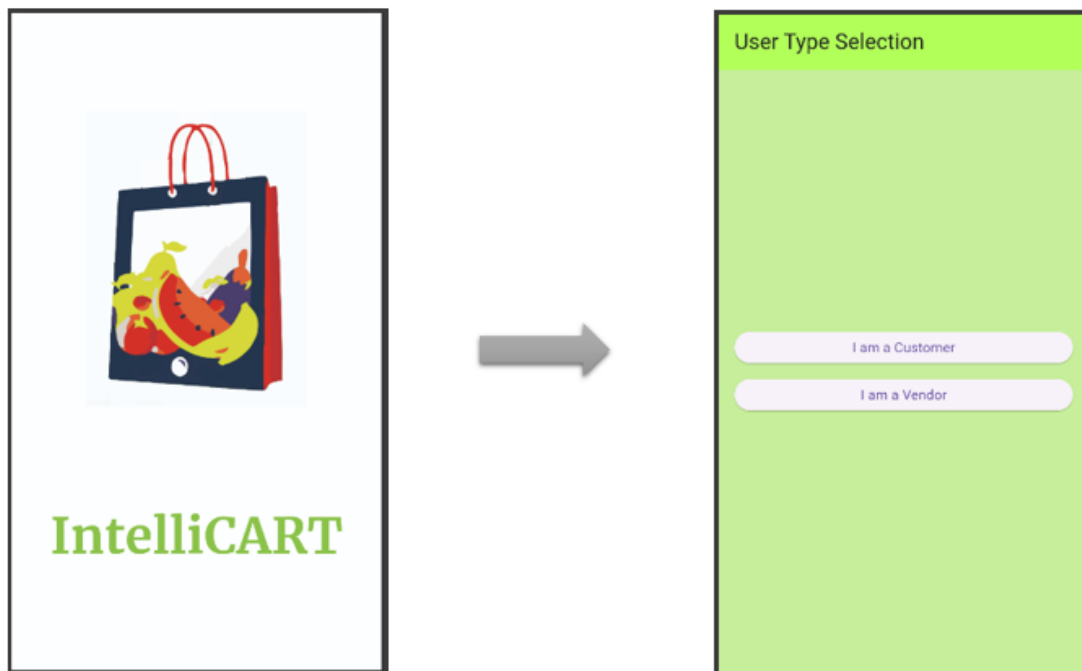 IntelliCART
User Type Selection
I am a Customer
I am a Vendor